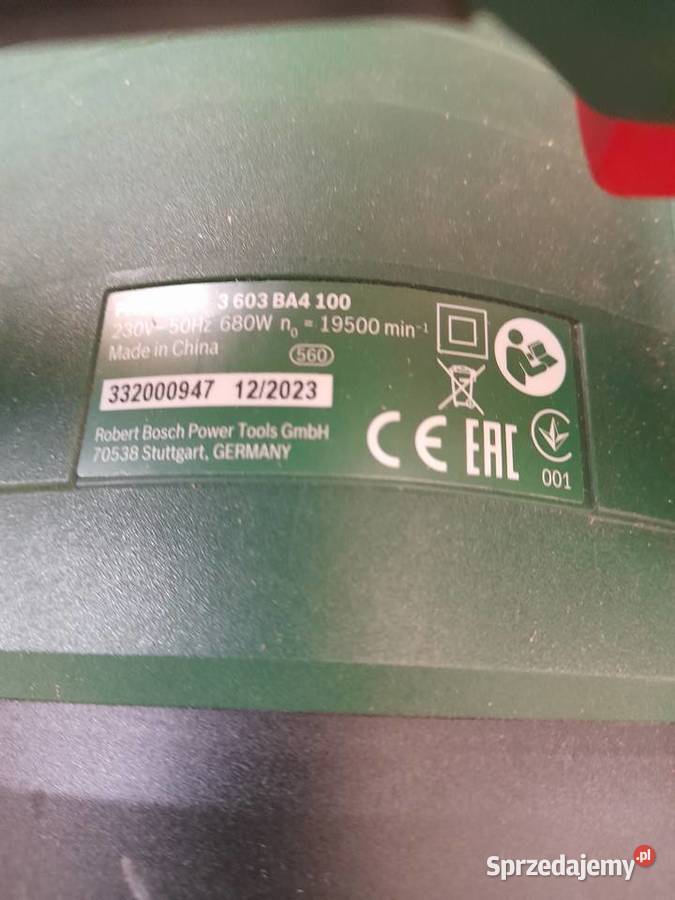 3 603 BA4 100
230V~50Hz 680W n₀ = 19500 min⁻¹
Made in China
560
332000947 12/2023
Robert Bosch Power Tools GmbH
70538 Stuttgart, GERMANY
CE EAC
001
Sprzedajemy.pl